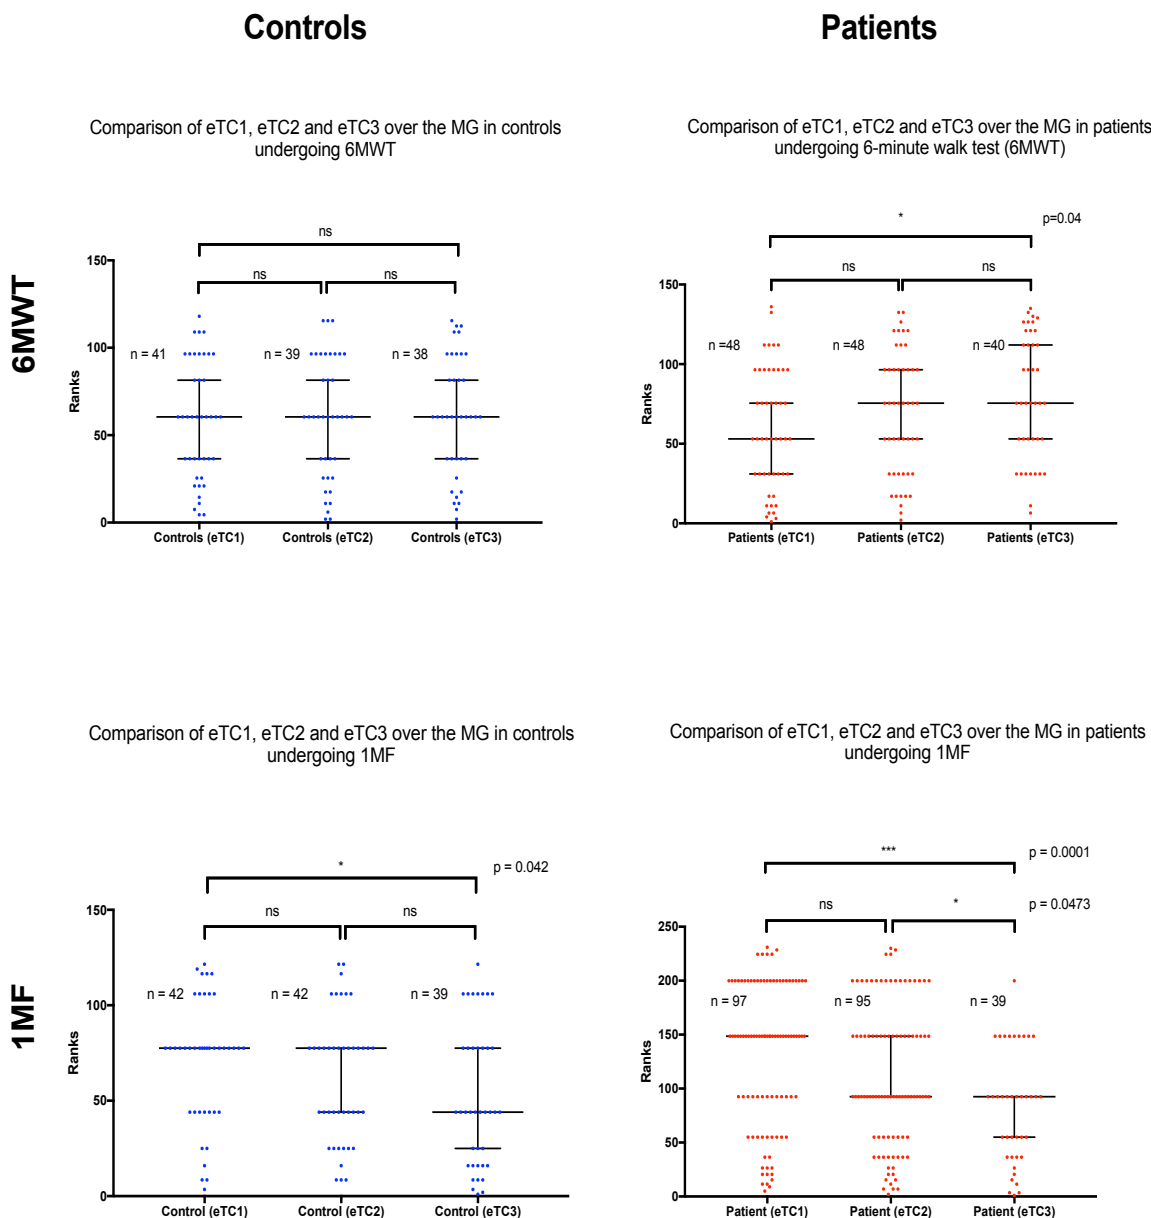 Controls
Patients
6MWT
Comparison of eTC1, eTC2 and eTC3 over the MG in controls
undergoing 6MWT
ns
ns
ns
150
100
50
0
Ranks
n = 41
n = 39
n = 38
Controls (eTC1)
Controls (eTC2)
Controls (eTC3)
Comparison of eTC1, eTC2 and eTC3 over the MG in patients
undergoing 6-minute walk test (6MWT)
*
p=0.04
ns
ns
150
100
50
0
Ranks
n =48
n =48
n =40
Patients (eTC1)
Patients (eTC2)
Patients (eTC3)
1MF
Comparison of eTC1, eTC2 and eTC3 over the MG in controls
undergoing 1MF
*
p = 0.042
ns
ns
150
100
50
0
Ranks
n = 42
n = 42
n = 39
Control (eTC1)
Control (eTC2)
Control (eTC3)
Comparison of eTC1, eTC2 and eTC3 over the MG in patients
undergoing 1MF
***
p = 0.0001
ns
*
p = 0.0473
250
200
150
100
50
0
Ranks
n = 97
n = 95
n = 39
Patient (eTC1)
Patient (eTC2)
Patient (eTC3)